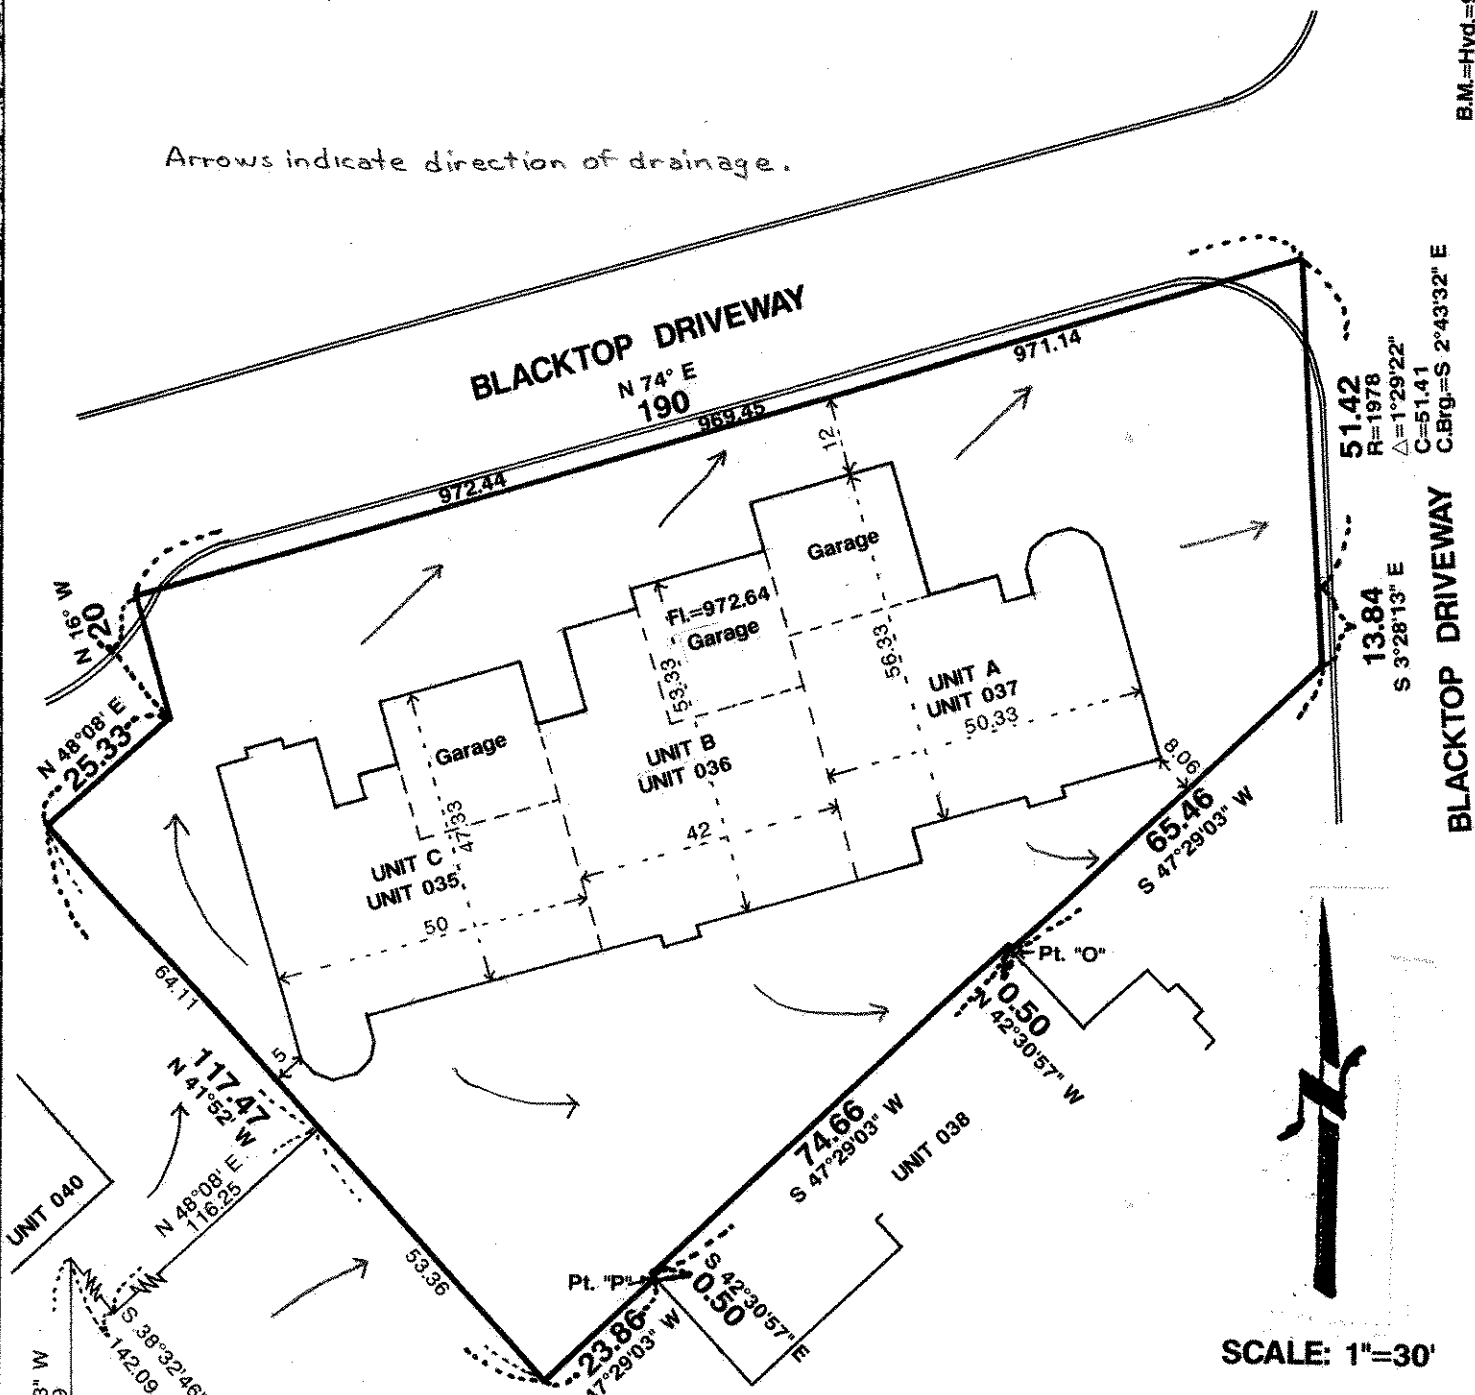 B.M.=Hvd.=
Arrows indicate direction of drainage.
BLACKTOP DRIVEWAY
N 74° E
190
972.44
969.45
971.14
12
51.42
R=1978
△=1°29'22"
C=51.41
C.Brg.=S 2°43'32" E
N 16° W
20
N 48°08' E
25.33
Garage
Fl.=972.64
Garage
Garage
53.33
56.33
47.33
UNIT A
UNIT 037
50.33
UNIT B
UNIT 036
42
UNIT C
UNIT 035
50
13.84
S 3°28'13" E
BLACKTOP DRIVEWAY
8.06
65.46
S 47°29'03" W
Pt. "O"
0.50
N 42°30'57" W
64.11
5
117.47
N 41°52' W
N 48°08' E
116.25
UNIT 040
74.66
S 47°29'03" W
UNIT 038
53.36
Pt. "P"
S 42°30'57" E
0.50
23.86
47°29'03" W
S 38°32'46"
142.09
SCALE: 1"=30'